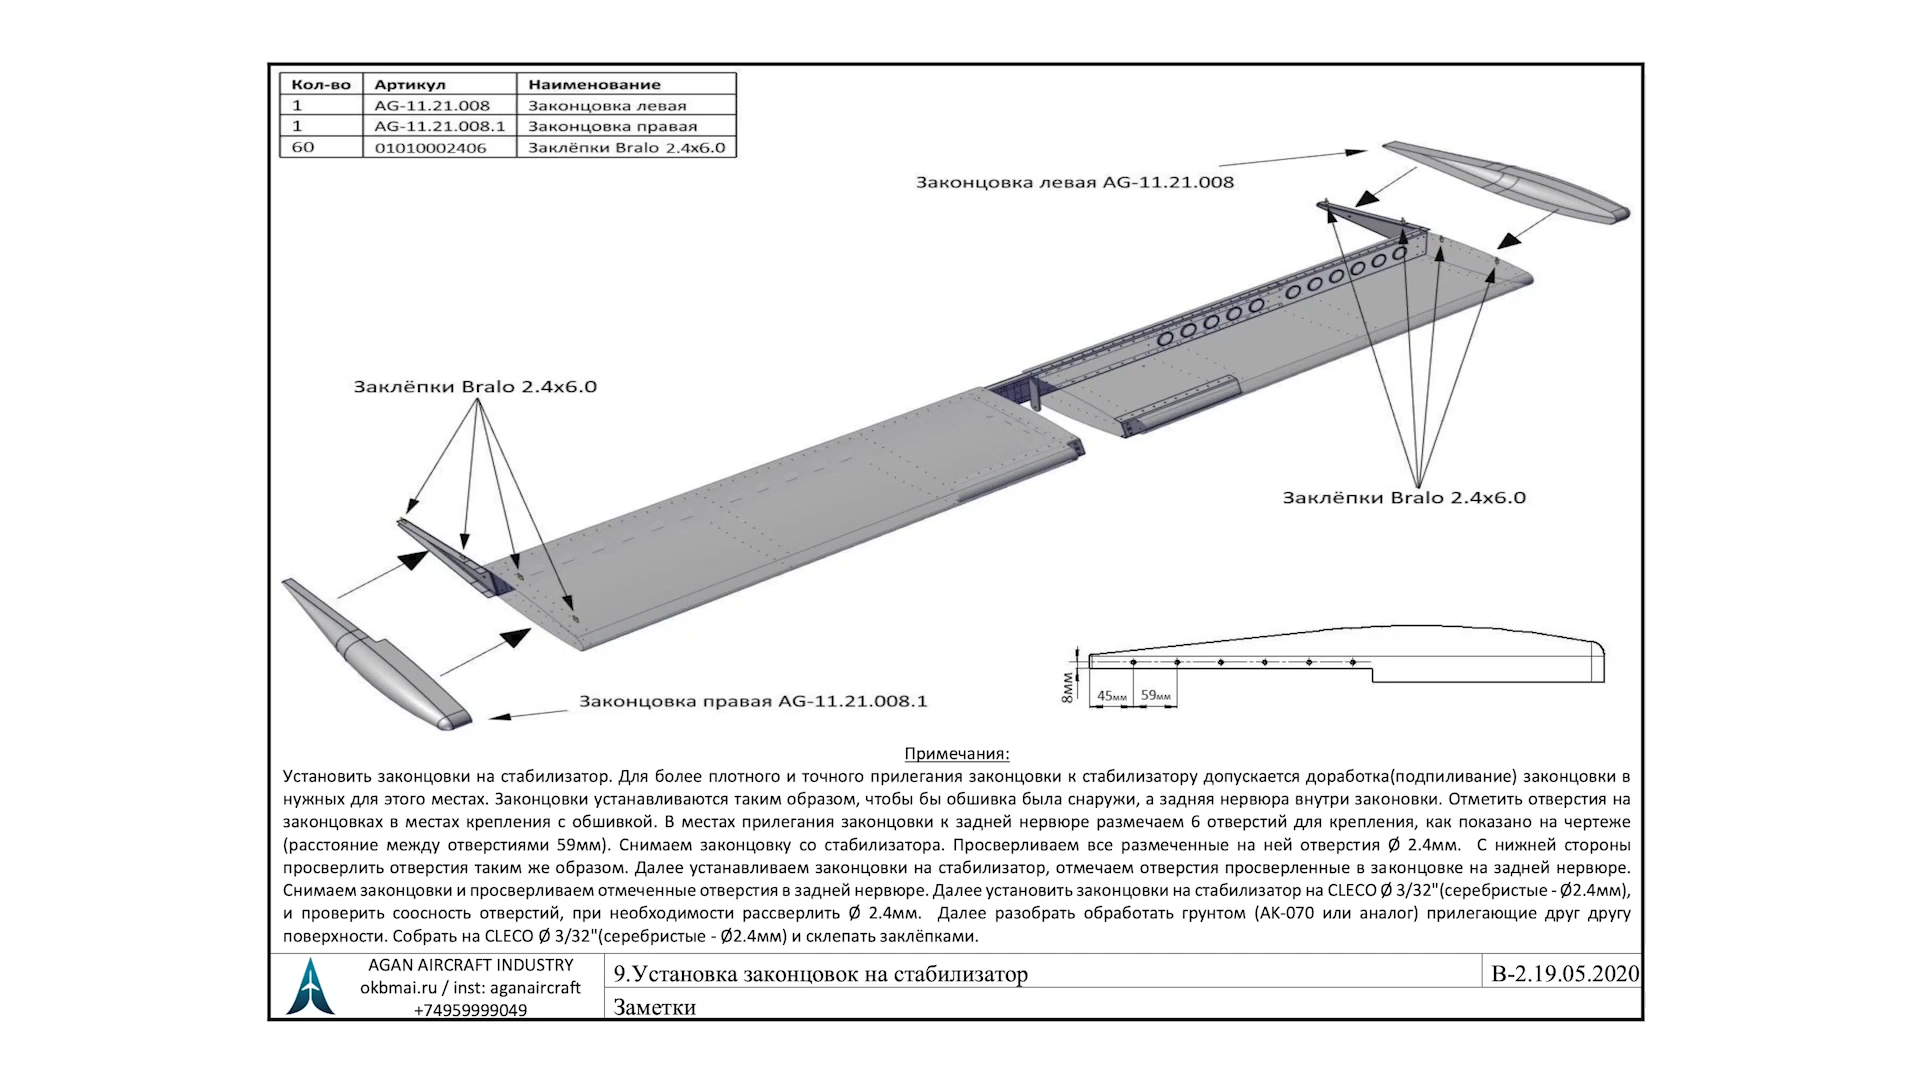 Кол-во Артикул Наименование
1 AG-11.21.008 Законцовка левая
1 AG-11.21.008.1 Законцовка правая
60 01010002406 Заклёпки Bralo 2.4x6.0
Законцовка левая AG-11.21.008
Заклёпки Bralo 2.4x6.0
Заклёпки Bralo 2.4x6.0
Законцовка правая AG-11.21.008.1
8мм
45мм 59мм
Примечания:
Установить законцовки на стабилизатор. Для более плотного и точного прилегания законцовки к стабилизатору допускается доработка(подпиливание) законцовки в
нужных для этого местах. Законцовки устанавливаются таким образом, чтобы бы обшивка была снаружи, а задняя нервюра внутри законовки. Отметить отверстия на
законцовках в местах крепления с обшивкой. В местах прилегания законцовки к задней нервюре размечаем 6 отверстий для крепления, как показано на чертеже
(расстояние между отверстиями 59мм). Снимаем законцовку со стабилизатора. Просверливаем все размеченные на ней отверстия Ø 2.4мм. С нижней стороны
просверлить отверстия таким же образом. Далее устанавливаем законцовки на стабилизатор, отмечаем отверстия просверленные в законцовке на задней нервюре.
Снимаем законцовки и просверливаем отмеченные отверстия в задней нервюре. Далее установить законцовки на стабилизатор на CLECO Ø 3/32"(серебристые - Ø2.4мм),
и проверить соосность отверстий, при необходимости рассверлить Ø 2.4мм. Далее разобрать обработать грунтом (АК-070 или аналог) прилегающие друг другу
поверхности. Собрать на CLECO Ø 3/32"(серебристые - Ø2.4мм) и склепать заклёпками.
AGAN AIRCRAFT INDUSTRY
okbmai.ru / inst: aganaircraft
+74959999049
9.Установка законцовок на стабилизатор
В-2.19.05.2020
Заметки